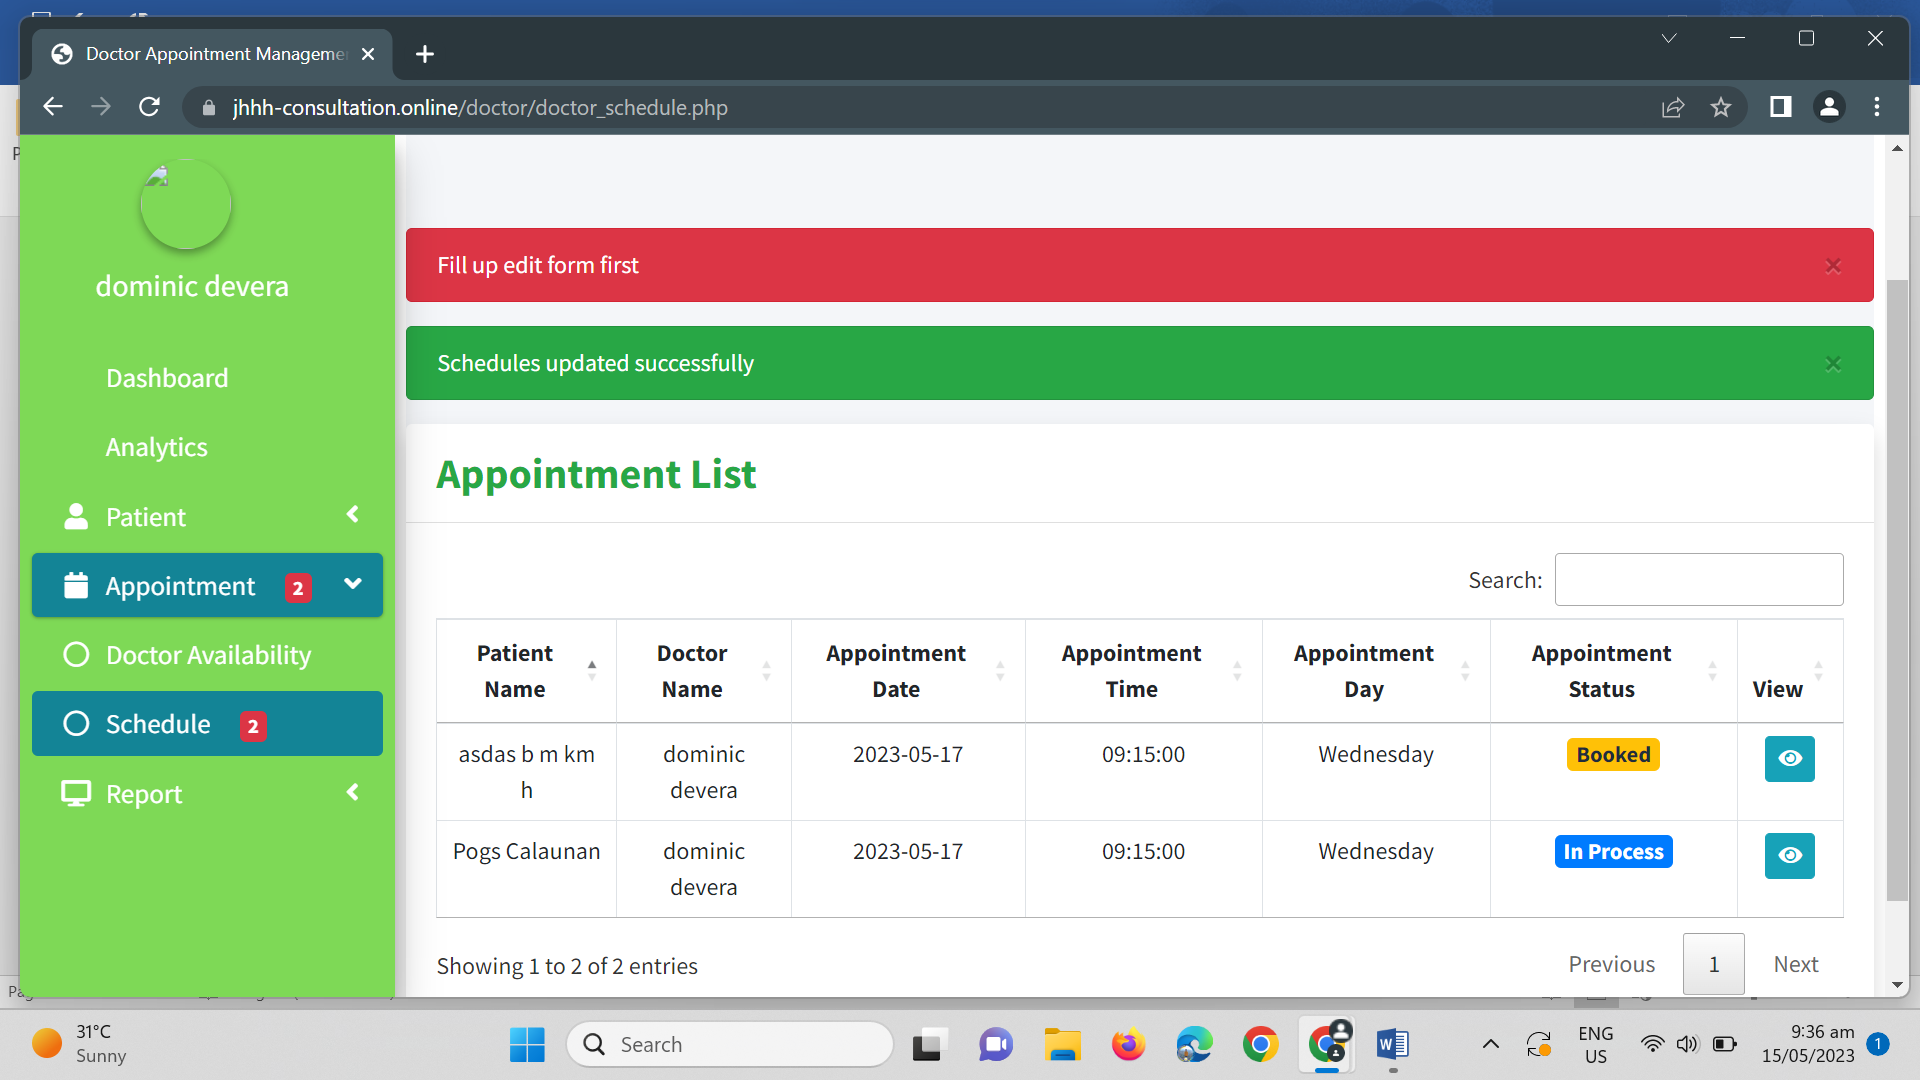 Doctor Appointment Manageme
jhhh-consultation.online/doctor/doctor_schedule.php
dominic devera
Dashboard
Analytics
Patient
Appointment 2
Doctor Availability
Schedule 2
Report
Fill up edit form first
×
Schedules updated successfully
×
Appointment List
Search:
Patient Name
Doctor Name
Appointment Date
Appointment Time
Appointment Day
Appointment Status
View
asdas b m km h
dominic devera
2023-05-17
09:15:00
Wednesday
Booked
Pogs Calaunan
dominic devera
2023-05-17
09:15:00
Wednesday
In Process
Showing 1 to 2 of 2 entries
Previous 1 Next
31°C
Sunny
Search
ENG
US
9:36 am
15/05/2023
1